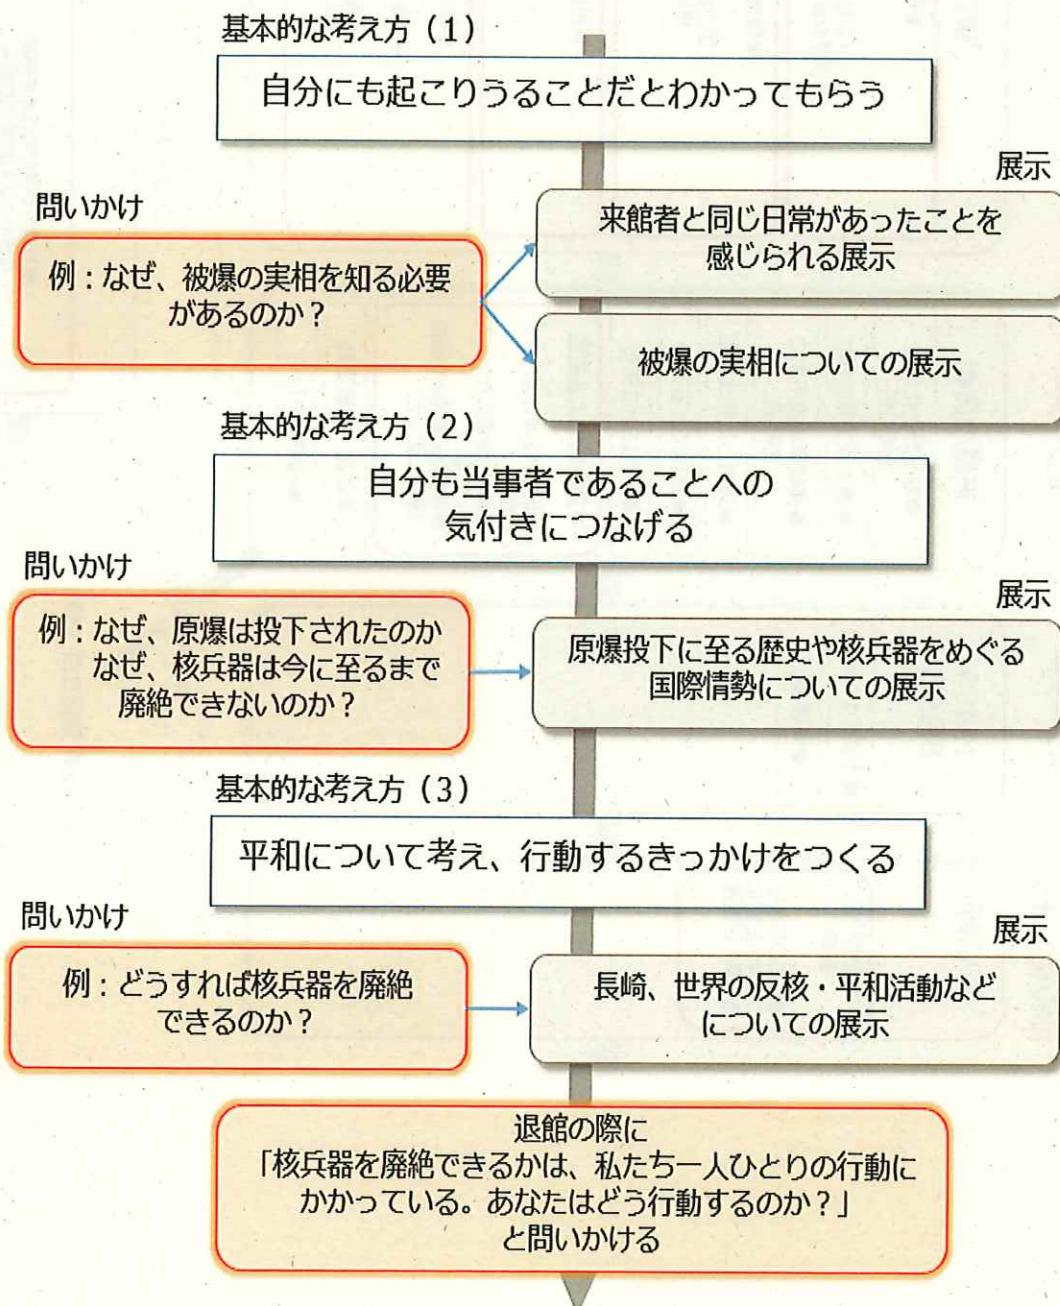 基本的な考え方（1）
自分にも起こりうることだとわかってもらう
展示
問いかけ
例：なぜ、被爆の実相を知る必要
があるのか？
来館者と同じ日常があったことを
感じられる展示
被爆の実相についての展示
基本的な考え方（2）
自分も当事者であることへの
気付きにつなげる
問いかけ
展示
例：なぜ、原爆は投下されたのか
なぜ、核兵器は今に至るまで
廃絶できないのか？
原爆投下に至る歴史や核兵器をめぐる
国際情勢についての展示
基本的な考え方（3）
平和について考え、行動するきっかけをつくる
問いかけ
展示
例：どうすれば核兵器を廃絶
できるのか？
長崎、世界の反核・平和活動など
についての展示
退館の際に
「核兵器を廃絶できるかは、私たち一人ひとりの行動に
かかっている。あなたはどう行動するのか？」
と問いかける